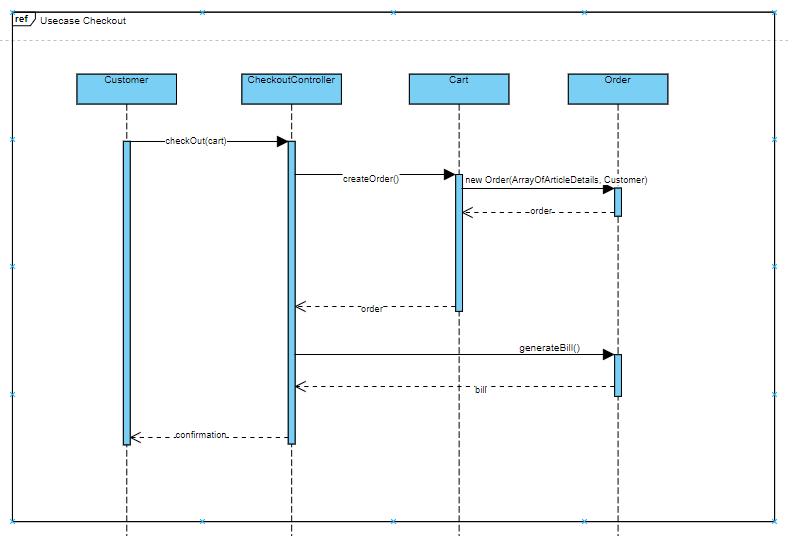 ref Usecase Checkout
Customer CheckoutController Cart Order
checkOut(cart)
createOrder()
new Order(ArrayOfArticleDetails, Customer)
order
order
generateBill()
bill
confirmation